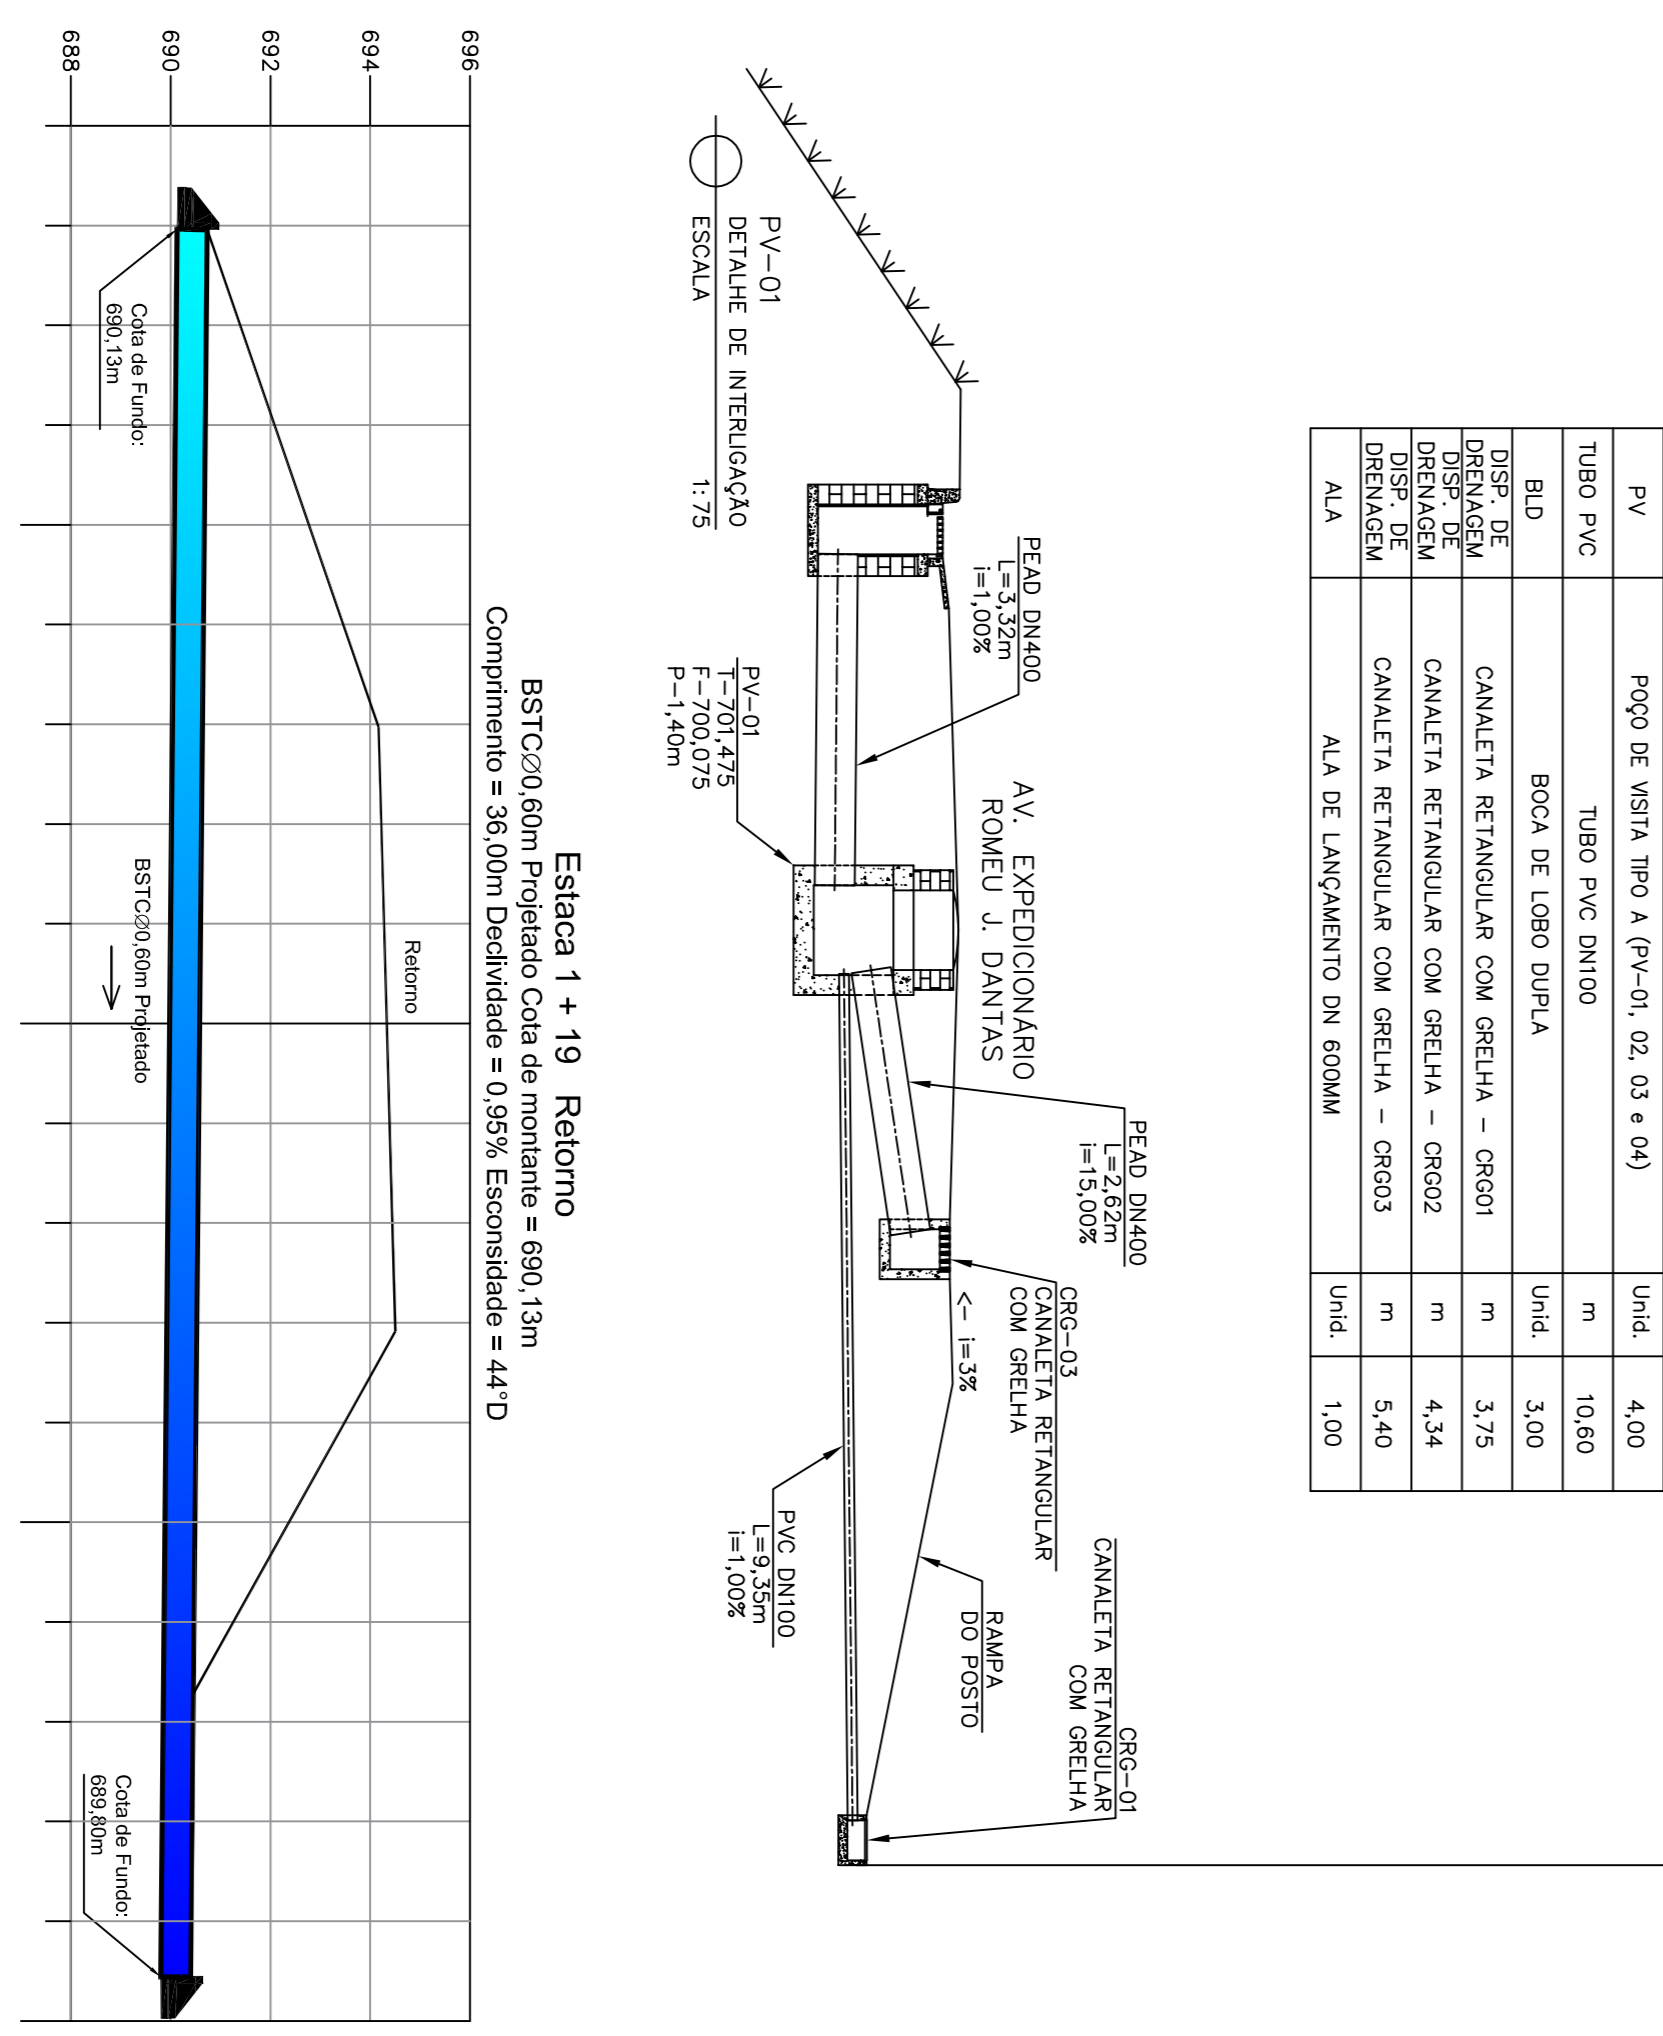 PV POÇO DE VISITA TIPO A (PV-01, 02, 03 e 04) Unid. 4,00
TUBO PVC TUBO PVC DN100 m 10,60
BLD BOCA DE LOBO DUPLA Unid. 3,00
DISP. DE
DRENAGEM CANALETA RETANGULAR COM GRELHA - CRG01 m 3,75
DISP. DE
DRENAGEM CANALETA RETANGULAR COM GRELHA - CRG02 m 4,34
DISP. DE
DRENAGEM CANALETA RETANGULAR COM GRELHA - CRG03 m 5,40
ALA ALA DE LANÇAMENTO DN 600MM Unid. 1,00
PEAD DN400
L=3,32m
i=1,00%
AV. EXPEDICIONÁRIO
ROMEU J. DANTAS
PEAD DN400
L=2,62m
i=15,00%
CRG-03
CANALETA RETANGULAR
COM GRELHA
<- i=3%
CRG-01
CANALETA RETANGULAR
COM GRELHA
RAMPA
DO POSTO
PVC DN100
L=9,35m
i=1,00%
PV-01
T-701,475
F-700,075
P-1,40m
PV-01
DETALHE DE INTERLIGAÇÃO
ESCALA 1:75
Estaca 1 + 19 Retorno
BSTCØ0,60m Projetado Cota de montante = 690,13m
Comprimento = 36,00m Declividade = 0,95% Esconsidade = 44°D
696
694
692
690
688
Retorno
Cota de Fundo:
690,13m
BSTCØ0,60m Projetado
Cota de Fundo:
689,80m